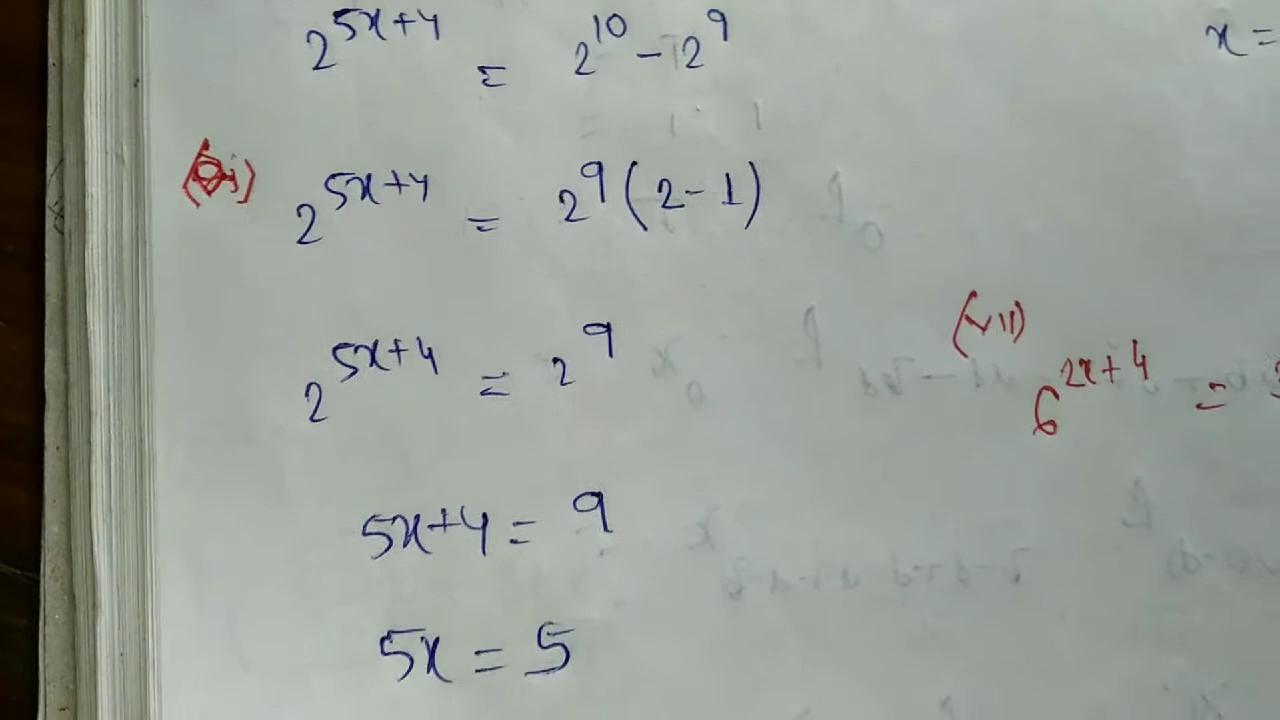 2^{5x+4} = 2^{10} - 2^9
x =
2^{5x+4} = 2^9 (2 - 1)
2^{5x+4} = 2^9
(VII)
6^{2x+4} =
5x+4 = 9
5x = 5